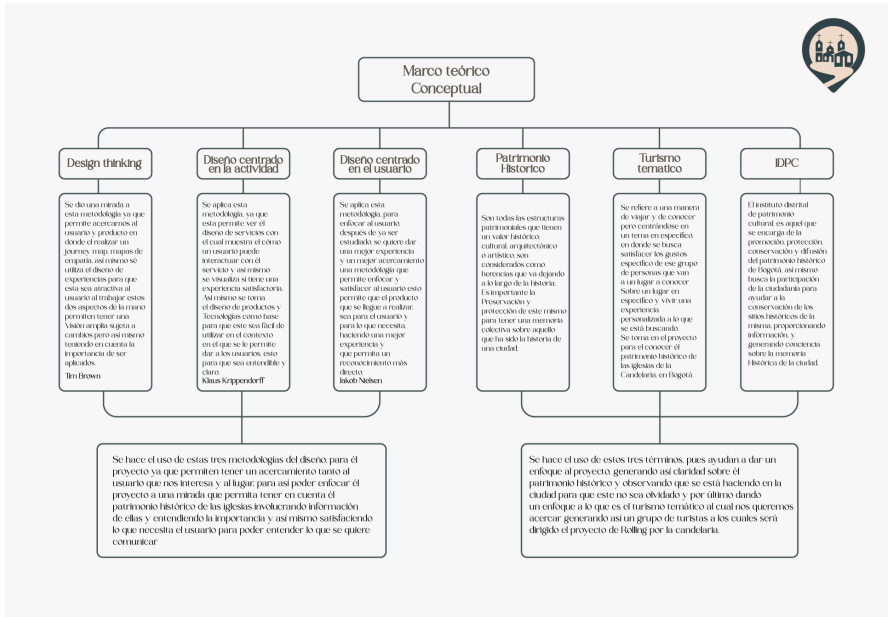 Marco teórico
Conceptual
Design thinking
Diseño centrado
en la actividad
Diseño centrado
en el usuario
Patrimonio
Historico
Turismo
tematico
IDPC
Se dió una mirada a
esta metodología ya que
permite acercarnos al
usuario y producto en
donde el realizar un
journey map, mapas de
empatía, así mismo sé
utiliza el diseño de
experiencias para que
esta sea atractiva al
usuario al trabajar estos
dos aspectos de la mano
permiten tener una
Visión amplia sujeta a
cambios pero así mismo
teniendo en cuenta la
importancia de ser
aplicados.
Tim Brown
Se aplica esta
metodología, ya que
permite ver él
diseño de servicios con
el cual muestra el cómo
un usuario puede
interactuar con él
servicio y así mismo
se visualiza si tiene una
experiencia satisfactoria.
Así mismo se toma
el diseño de productos y
Tecnologías como base
para que este sea fácil de
utilizar en el contexto
en el que se le permite
dar a los usuarios, esto
para que sea entendible y
claro.
Klaus Krippendorff
Se aplica esta
metodología, para
enfocar al usuario,
después de ya ser
estudiado, se quiere dar
una mejor experiencia
y un mejor acercamiento
una metodología que
permite enfocar y
satisfacer al usuario esto
permite que el producto
que se llegue a realizar,
sea para el usuario y
para lo que necesita,
haciendo una mejor
experiencia y
que permita un
reconocimiento más
directo.
Jakob Nielsen
Son todas las estructuras
patrimoniales que tienen
un valor histórico,
cultural, arquitectónico
o artístico, son
considerados como
herencias que va dejando
a lo largo de la historia.
Es importante la
Preservación y
protección de este mismo
para tener una memoria
colectiva sobre aquello
que ha sido la historia de
una ciudad.
Se refiere a una manera
de viajar y de conocer
pero centrándose en
un tema en específica
en donde se busca
satisfacer los gustos
específico de ese grupo
de personas que van
a un lugar a conocer
Sobre un lugar en
específico y vivir una
experiencia
personalizada a lo que
se está buscando.
Se toma en el proyecto
para el conocer él
patrimonio histórico de
las iglesias de la
Candelaria, en Bogotá
El instituto distrital
de patrimonio
cultural, es aquel que
se encarga de la
promoción, protección,
conservación y difusión
del patrimonio histórico
de Bogotá, así mismo
busca la participación
de la ciudadanía para
ayudar a la
conservación de los
sitios históricos de la
misma, proporcionando
información, y
generando conciencia
sobre la memoria
Histórica de la ciudad.
Se hace el uso de estas tres metodologías del diseño, para él
proyecto ya que permiten tener un acercamiento tanto al
usuario que nos interesa y al lugar, para así poder enfocar él
proyecto a una mirada que permita tener en cuenta él
patrimonio histórico de las iglesias involucrando información
de ellas y entendiendo la importancia y así mismo satisfaciendo
lo que necesita el usuario para poder entender lo que se quiere
comunicar
Se hace el uso de estos tres términos, pues ayudan a dar un
enfoque al proyecto, generando así claridad sobre él
patrimonio histórico y observando que se está haciendo en la
ciudad para que este no sea olvidado y por último dando
un enfoque a lo que es el turismo temático al cual nos queremos
acercar generando así un grupo de turistas a los cuales será
dirigido el proyecto de Rolling por la candelaria.